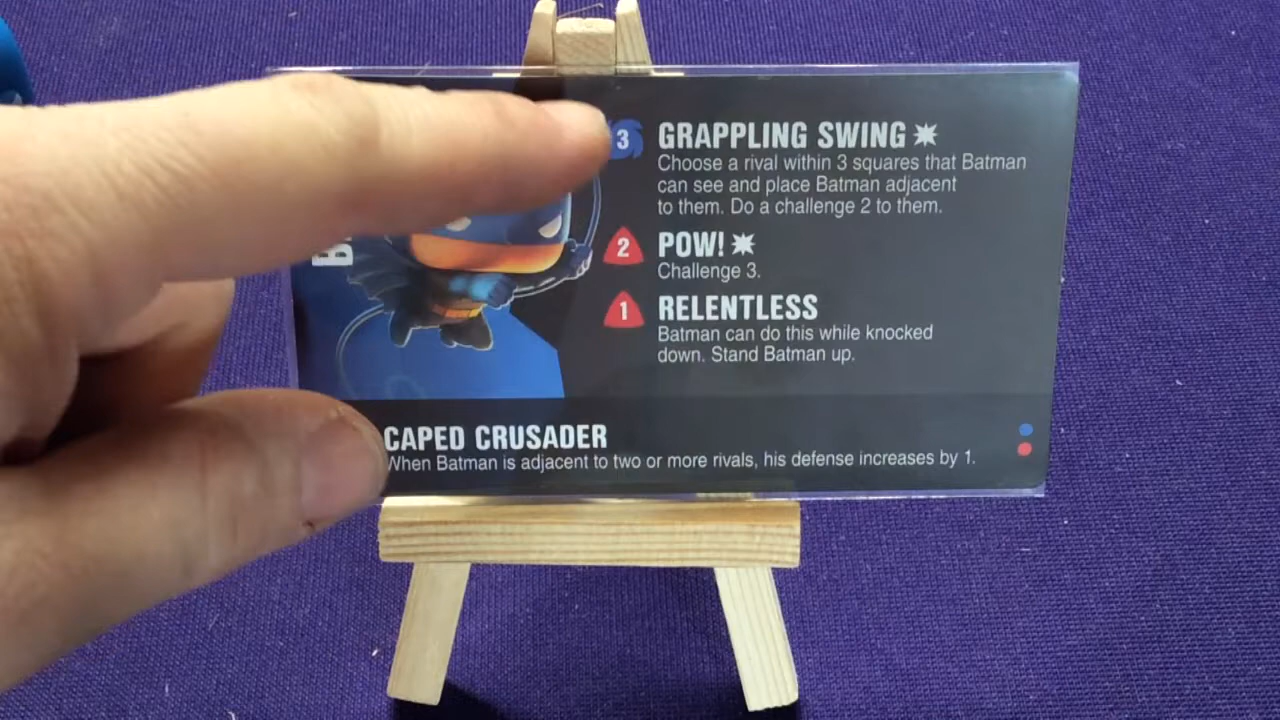 3 GRAPPLING SWING
Choose a rival within 3 squares that Batman
can see and place Batman adjacent
to them. Do a challenge 2 to them.
2 POW!
Challenge 3.
1 RELENTLESS
Batman can do this while knocked
down. Stand Batman up.
CAPED CRUSADER
When Batman is adjacent to two or more rivals, his defense increases by 1.